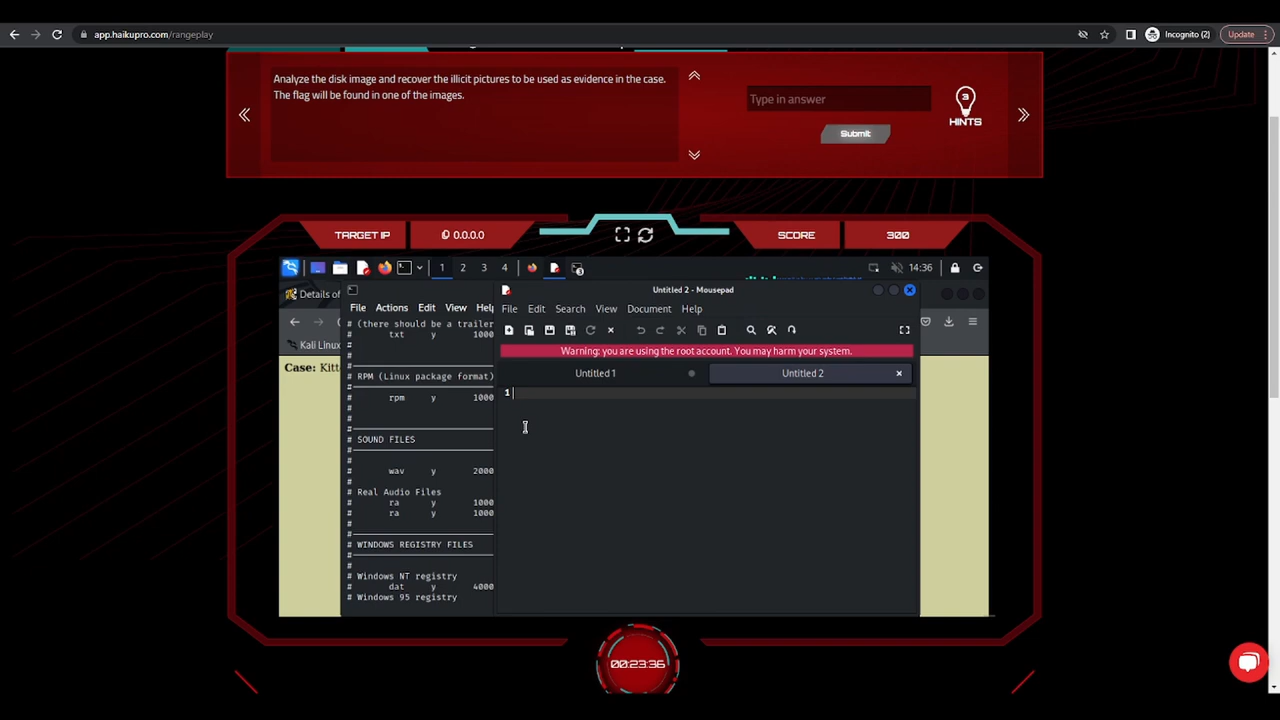 app.haikupro.com/rangeplay
Incognito (2)
Update
Analyze the disk image and recover the illicit pictures to be used as evidence in the case.
The flag will be found in one of the images.
Type in answer
Submit
3
HINTS
TARGET IP
0.0.0.0
SCORE
300
1 2 3 4
3
14:36
Details of
Kali Linux
Case: Kitt
File Actions Edit View Help
# (there should be a trailer
# txt y 1000
#
#
# RPM (Linux package format)
#
# rpm y 1000
#
#
#
# SOUND FILES
#
#
# wav y 2000
#
# Real Audio Files
# ra y 1000
# ra y 1000
#
#
# WINDOWS REGISTRY FILES
#
#
# Windows NT registry
# dat y 4000
# Windows 95 registry
Untitled 2 - Mousepad
File Edit Search View Document Help
Warning: you are using the root account. You may harm your system.
Untitled 1
Untitled 2
1
00:23:36